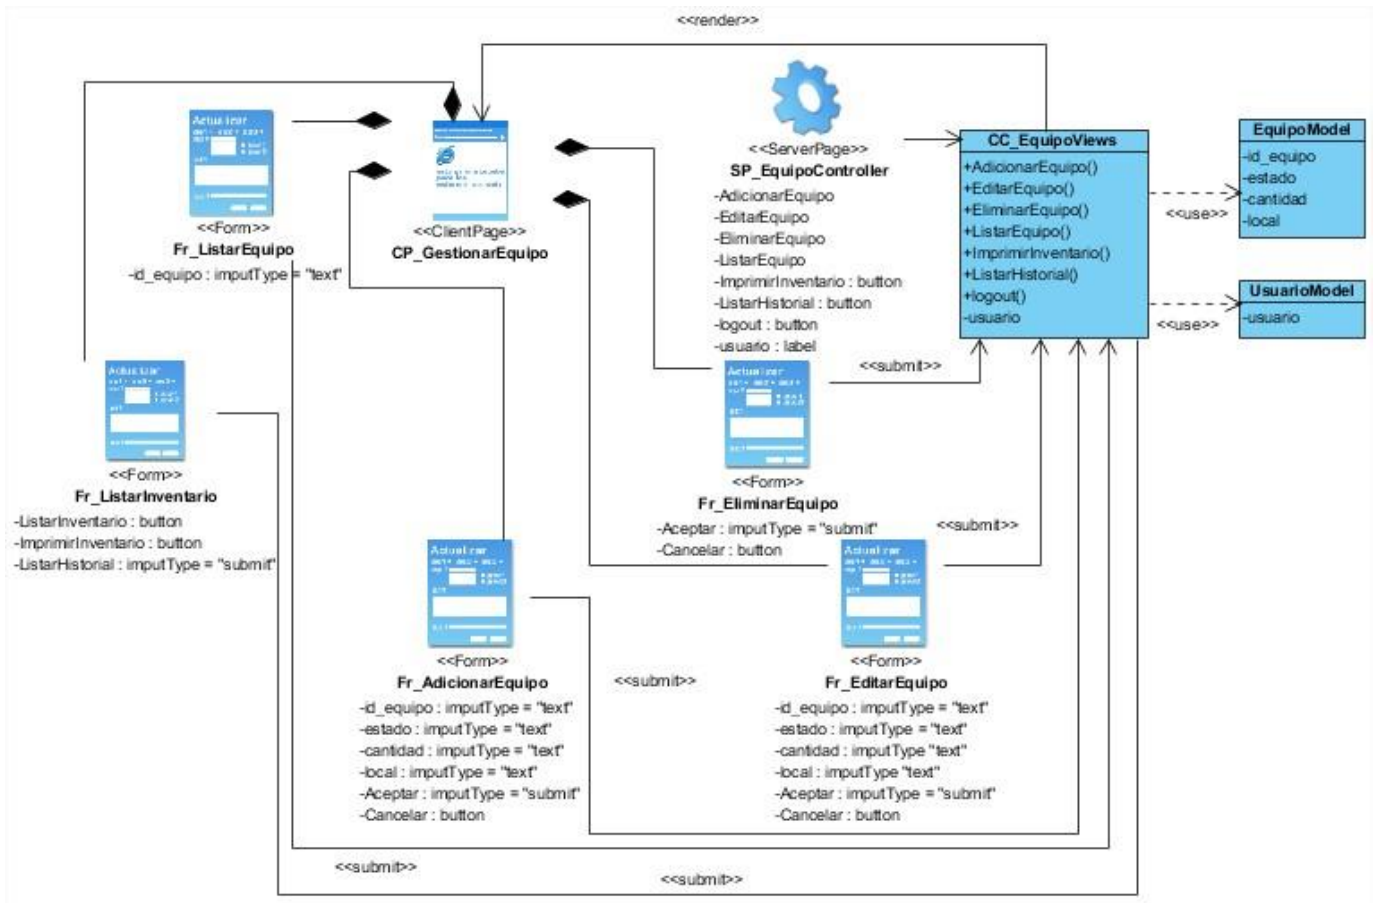 <<render>>
Actualizar
<<Form>>
Fr_ListarEquipo
-id_equipo : imputType = "text"
<<ClientPage>>
CP_GestionarEquipo
<<ServerPage>>
SP_EquipoController
-AdicionarEquipo
-EditarEquipo
-EliminarEquipo
-ListarEquipo
-ImprimirInventario : button
-ListarHistorial : button
-logout : button
-usuario : label
CC_EquipoViews
+AdicionarEquipo()
+EditarEquipo()
+EliminarEquipo()
+ListarEquipo()
+ImprimirInventario()
+ListarHistorial()
+logout()
-usuario
<<use>>
<<use>>
EquipoModel
-id_equipo
-estado
-cantidad
-local
UsuarioModel
-usuario
Actualizar
<<Form>>
Fr_ListarInventario
-ListarInventario : button
-ImprimirInventario : button
-ListarHistorial : imputType = "submit"
Actualizar
<<submit>>
<<Form>>
Fr_EliminarEquipo
-Aceptar : imputType = "submit"
-Cancelar : button
<<submit>>
Actualizar
<<Form>>
Fr_AdicionarEquipo
-id_equipo : imputType = "text"
-estado : imputType = "text"
-cantidad : imputType = "text"
-local : imputType = "text"
-Aceptar : imputType = "submit"
-Cancelar : button
<<submit>>
Actualizar
<<Form>>
Fr_EditarEquipo
-id_equipo : imputType = "text"
-estado : imputType = "text"
-cantidad : imputType "text"
-local : imputType "text"
-Aceptar : imputType = "submit"
-Cancelar : button
<<submit>>
<<submit>>